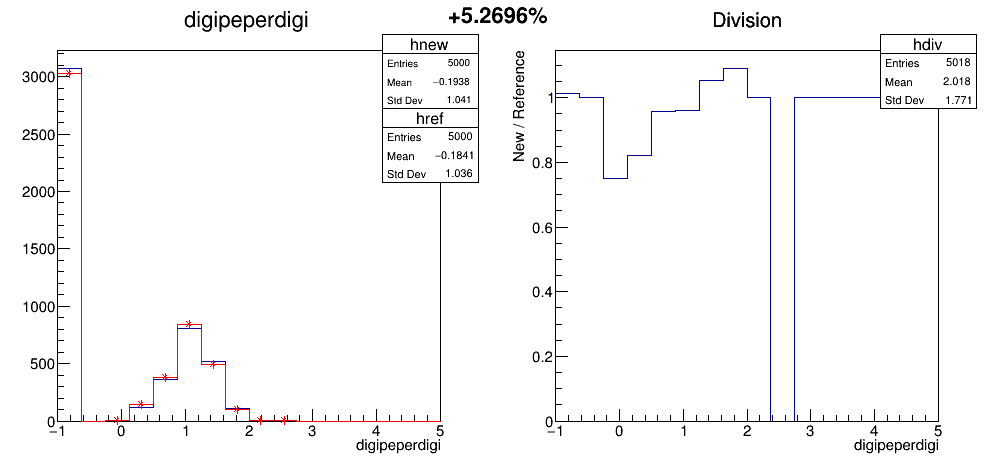 digipeperdigi
+5.2696%
Division
hnew
Entries 5000
Mean −0.1938
Std Dev 1.041
href
Entries 5000
Mean −0.1841
Std Dev 1.036
3000
2500
2000
1500
1000
500
0
−1 0 1 2 3 4 5
digipeperdigi
hdiv
Entries 5018
Mean 2.018
Std Dev 1.771
New / Reference
1
0.8
0.6
0.4
0.2
0
−1 0 1 2 3 4 5
digipeperdigi